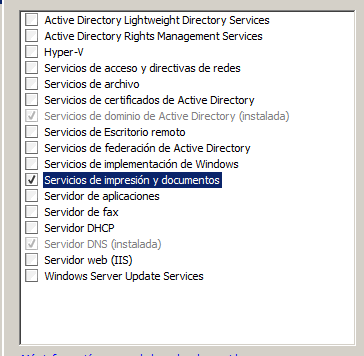 Active Directory Lightweight Directory Services
Active Directory Rights Management Services
Hyper-V
Servicios de acceso y directivas de redes
Servicios de archivo
Servicios de certificados de Active Directory
Servicios de dominio de Active Directory (instalada)
Servicios de Escritorio remoto
Servicios de federación de Active Directory
Servicios de implementación de Windows
Servicios de impresión y documentos
Servidor de aplicaciones
Servidor de fax
Servidor DHCP
Servidor DNS (instalada)
Servidor web (IIS)
Windows Server Update Services